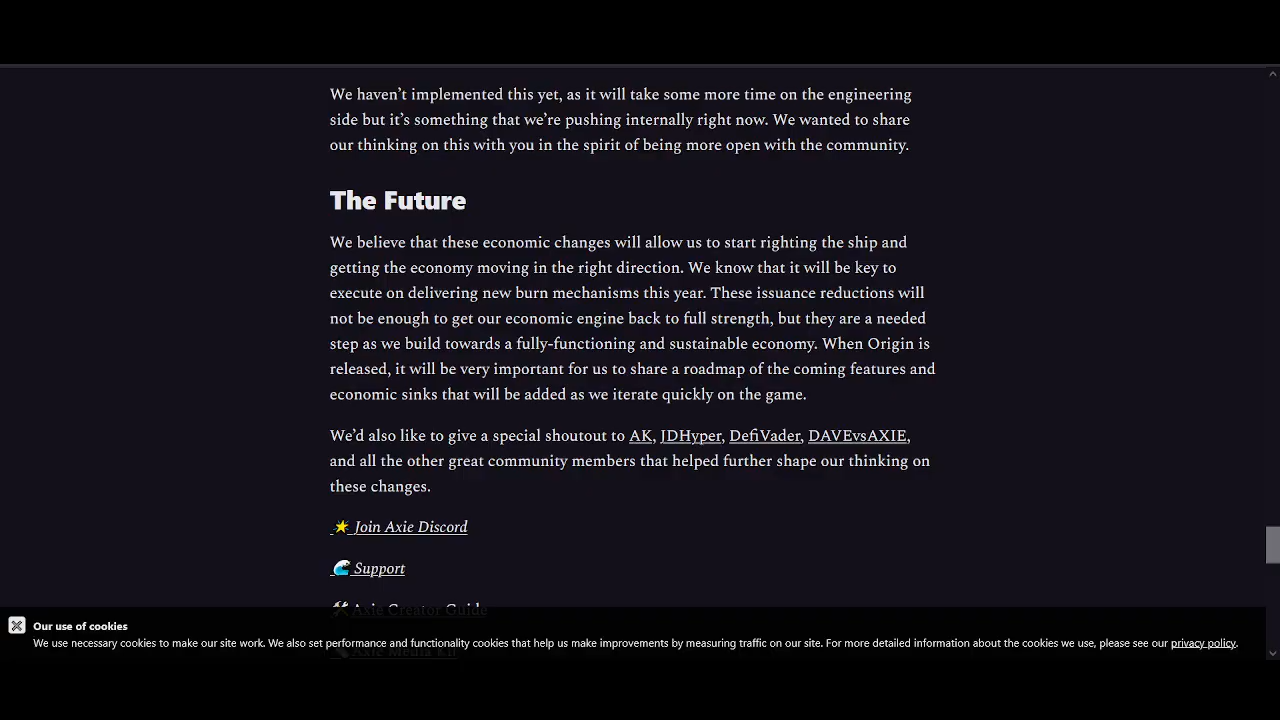 We haven’t implemented this yet, as it will take some more time on the engineering
side but it’s something that we’re pushing internally right now. We wanted to share
our thinking on this with you in the spirit of being more open with the community.
The Future
We believe that these economic changes will allow us to start righting the ship and
getting the economy moving in the right direction. We know that it will be key to
execute on delivering new burn mechanisms this year. These issuance reductions will
not be enough to get our economic engine back to full strength, but they are a needed
step as we build towards a fully-functioning and sustainable economy. When Origin is
released, it will be very important for us to share a roadmap of the coming features and
economic sinks that will be added as we iterate quickly on the game.
We’d also like to give a special shoutout to AK, JDHyper, DefiVader, DAVEvsAXIE,
and all the other great community members that helped further shape our thinking on
these changes.
Join Axie Discord
Support
Axie Creator Guide
Our use of cookies
We use necessary cookies to make our site work. We also set performance and functionality cookies that help us make improvements by measuring traffic on our site. For more detailed information about the cookies we use, please see our privacy policy.
Axie Media Kit